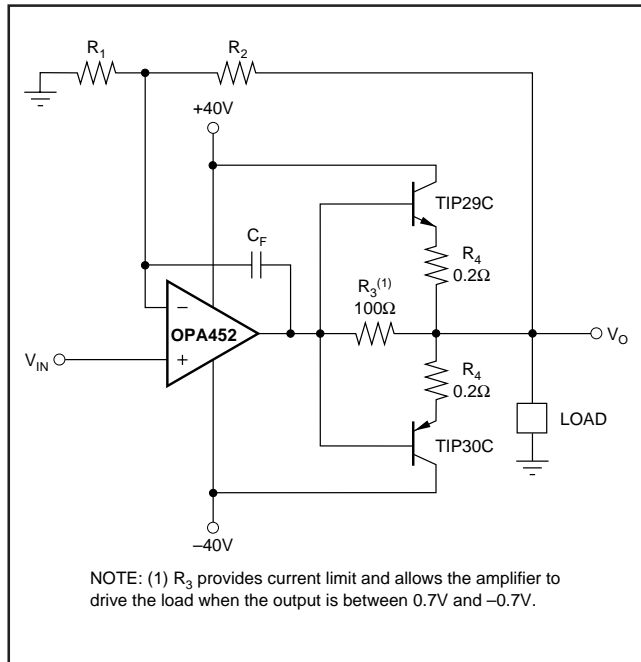 R1
R2
+40V
TIP29C
CF
R4
0.2Ω
R3(1)
100Ω
−
OPA452
+
VIN
VO
R4
0.2Ω
LOAD
TIP30C
–40V
NOTE: (1) R3 provides current limit and allows the amplifier to
drive the load when the output is between 0.7V and –0.7V.